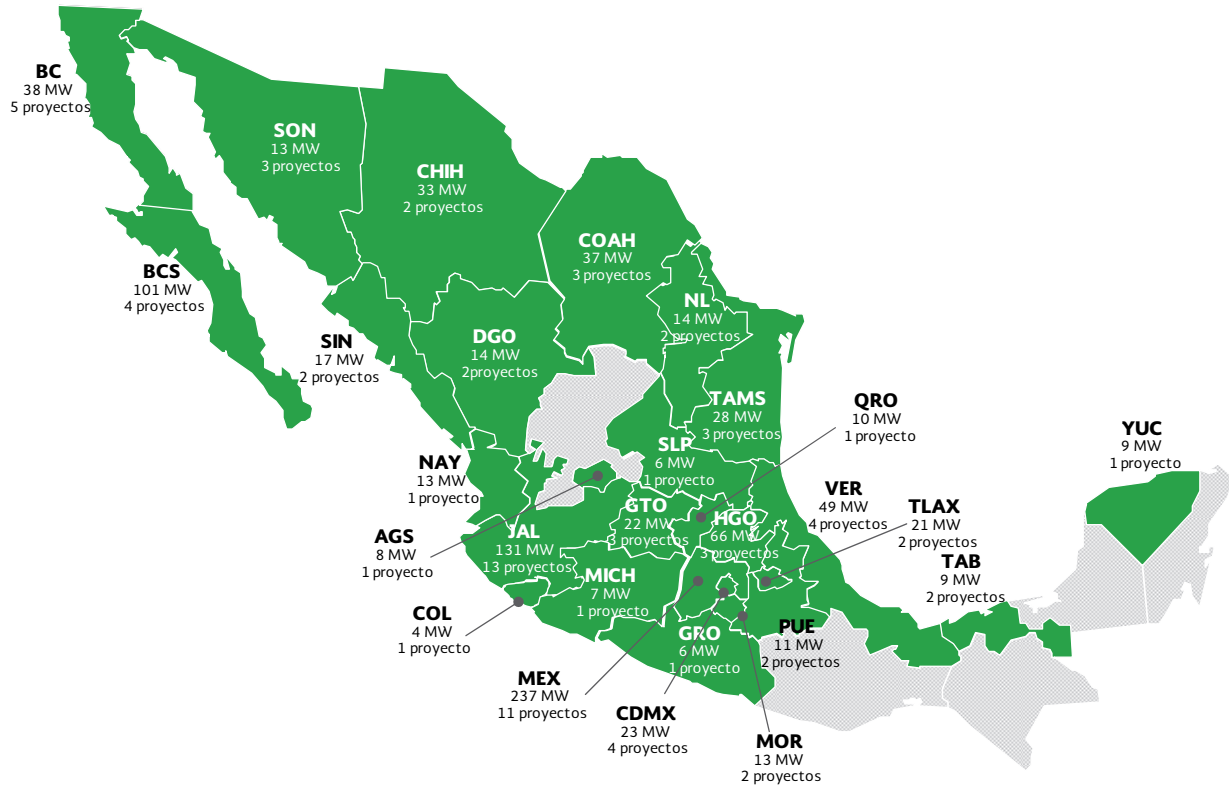 BC
38 MW
5 proyectos
SON
13 MW
3 proyectos
CHIH
33 MW
2 proyectos
COAH
37 MW
3 proyectos
BCS
101 MW
4 proyectos
NL
14 MW
2 proyectos
SIN
17 MW
2 proyectos
DGO
14 MW
2proyectos
TAMS
28 MW
3 proyectos
QRO
10 MW
1 proyecto
YUC
9 MW
1 proyecto
SLP
6 MW
1 proyecto
NAY
13 MW
1 proyecto
VER
49 MW
4 proyectos
TLAX
21 MW
2 proyectos
GTO
22 MW
3 proyectos
HGO
66 MW
3 proyectos
AGS
8 MW
1 proyecto
JAL
131 MW
13 proyectos
TAB
9 MW
2 proyectos
MICH
7 MW
1 proyecto
COL
4 MW
1 proyecto
GRO
6 MW
1 proyecto
PUE
11 MW
2 proyectos
MEX
237 MW
11 proyectos
CDMX
23 MW
4 proyectos
MOR
13 MW
2 proyectos